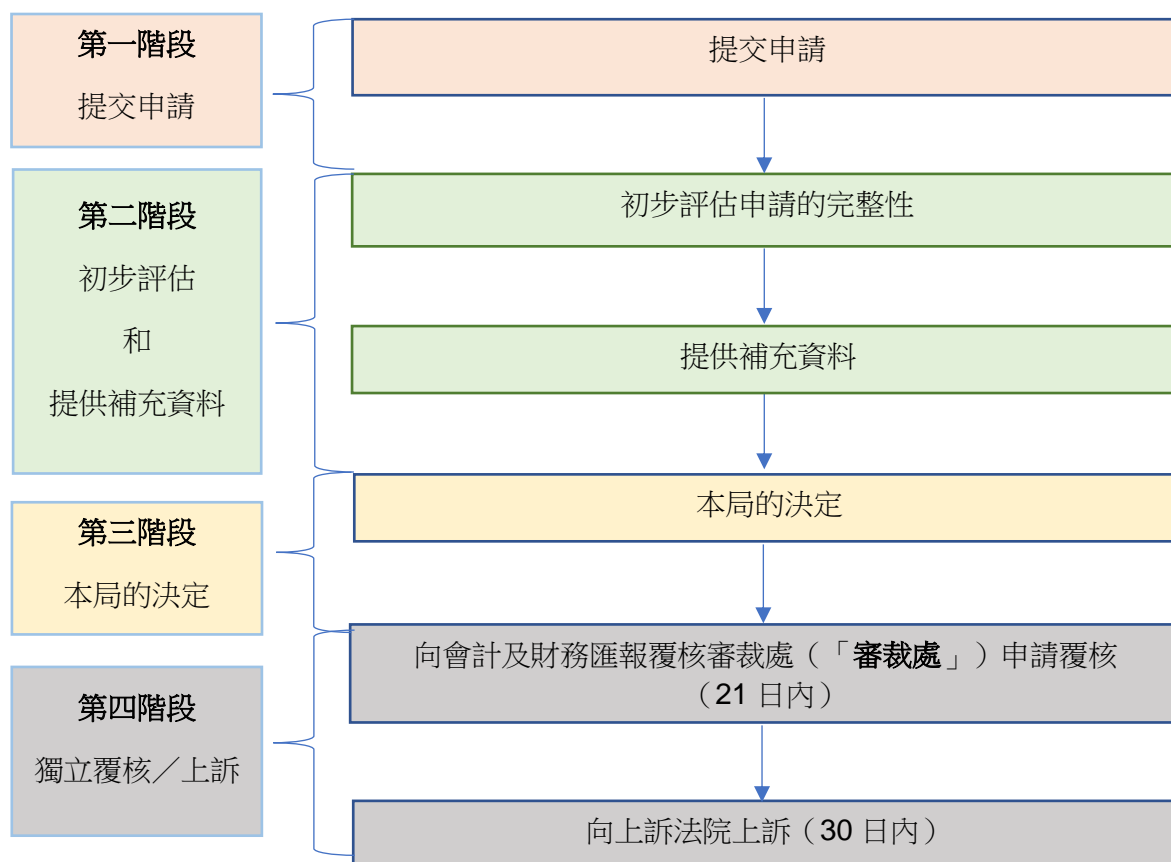 第一階段
提交申請
提交申請
第二階段
初步評估
和
提供補充資料
初步評估申請的完整性
提供補充資料
第三階段
本局的決定
本局的決定
第四階段
獨立覆核／上訴
向會計及財務匯報覆核審裁處（「審裁處」）申請覆核
（21 日內）
向上訴法院上訴（30 日內）